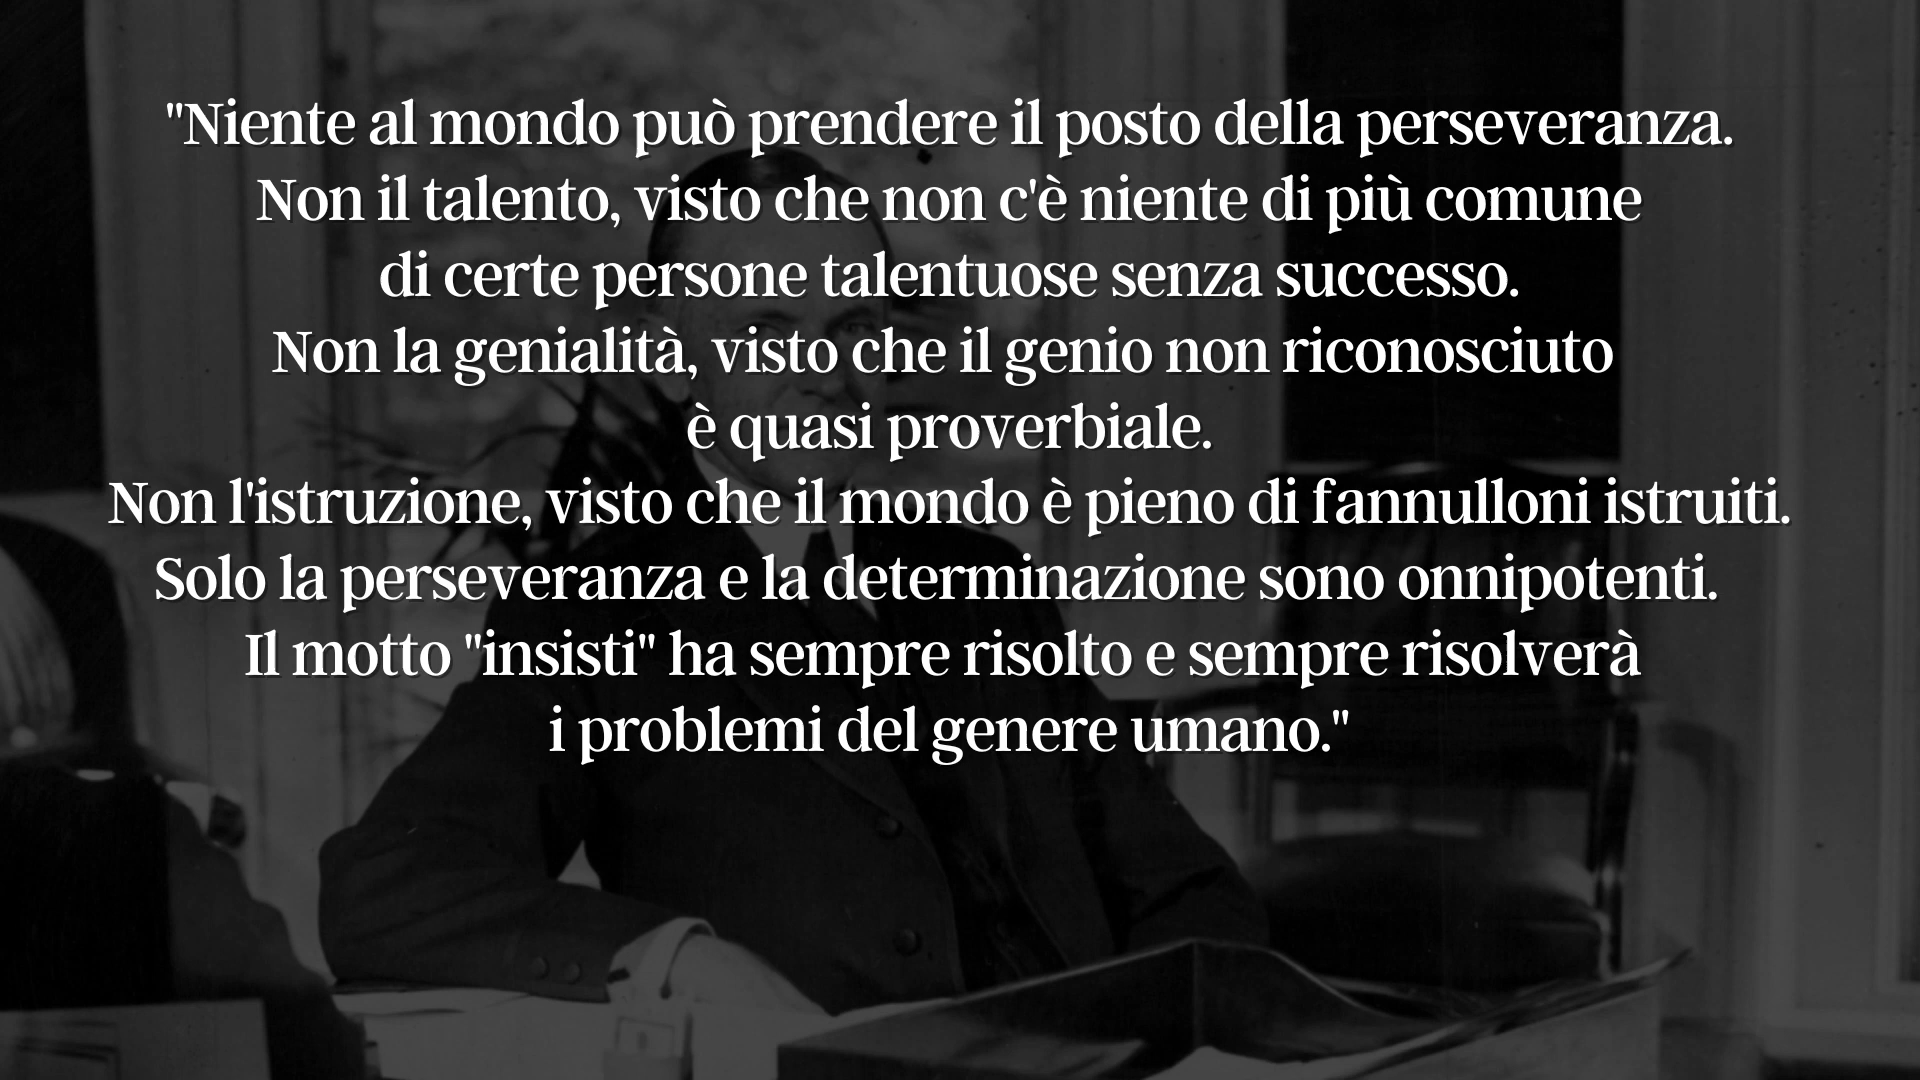 "Niente al mondo può prendere il posto della perseveranza.
Non il talento, visto che non c'è niente di più comune
di certe persone talentuose senza successo.
Non la genialità, visto che il genio non riconosciuto
è quasi proverbiale.
Non l'istruzione, visto che il mondo è pieno di fannulloni istruiti.
Solo la perseveranza e la determinazione sono onnipotenti.
Il motto "insisti" ha sempre risolto e sempre risolverà
i problemi del genere umano."